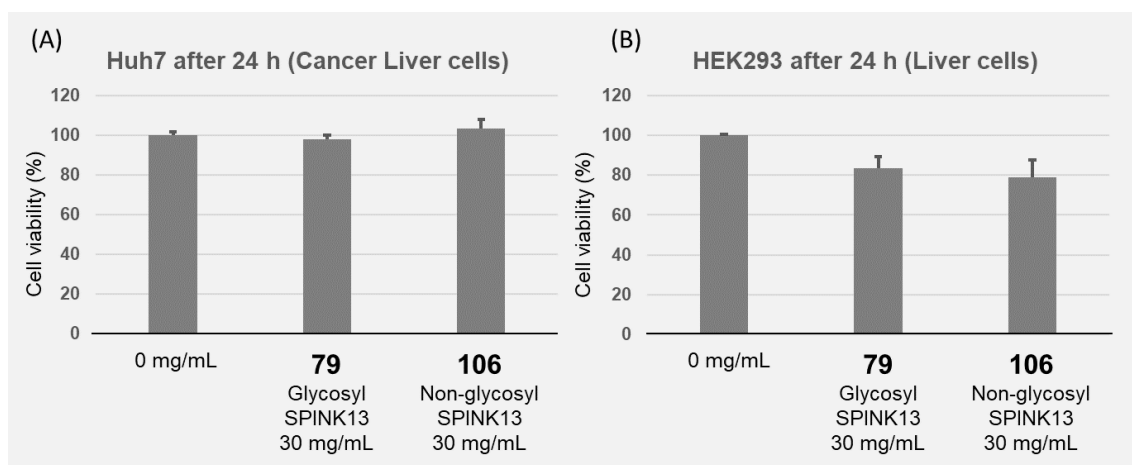 (A)
Huh7 after 24 h (Cancer Liver cells)
Cell viability (%)
120
100
80
60
40
20
0
0 mg/mL
79
Glycosyl
SPINK13
30 mg/mL
106
Non-glycosyl
SPINK13
30 mg/mL
(B)
HEK293 after 24 h (Liver cells)
Cell viability (%)
120
100
80
60
40
20
0
0 mg/mL
79
Glycosyl
SPINK13
30 mg/mL
106
Non-glycosyl
SPINK13
30 mg/mL